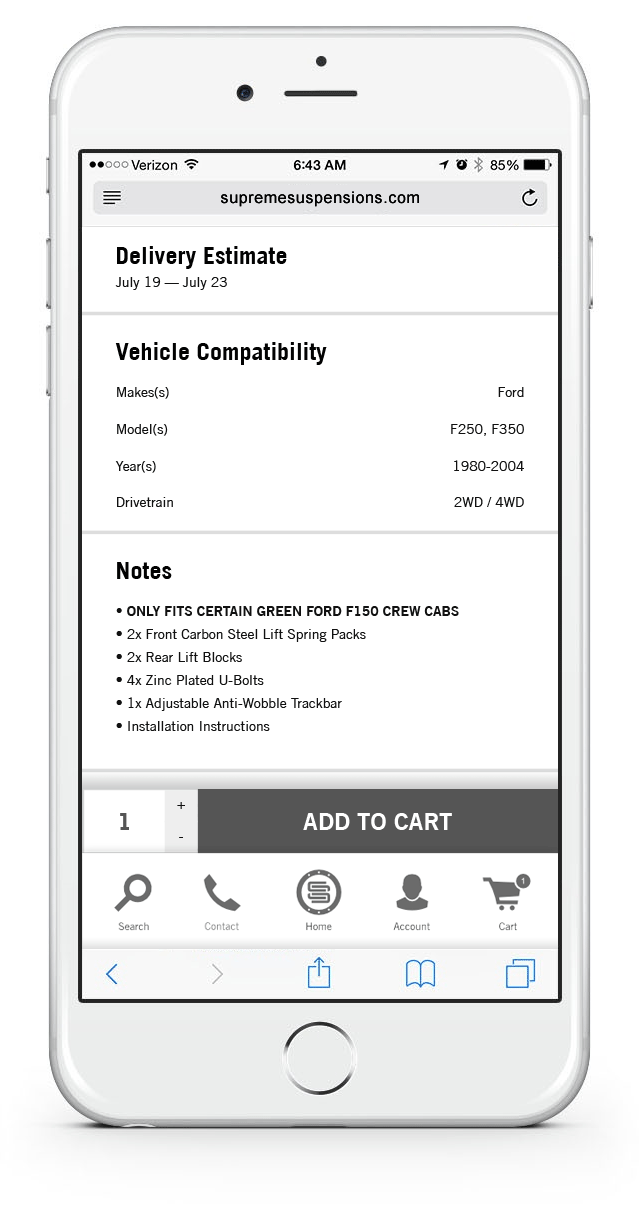 Verizon 6:43 AM 85%
supremesuspensions.com
Delivery Estimate
July 19 — July 23
Vehicle Compatibility
Makes(s) Ford
Model(s) F250, F350
Year(s) 1980-2004
Drivetrain 2WD / 4WD
Notes
• ONLY FITS CERTAIN GREEN FORD F150 CREW CABS
• 2x Front Carbon Steel Lift Spring Packs
• 2x Rear Lift Blocks
• 4x Zinc Plated U-Bolts
• 1x Adjustable Anti-Wobble Trackbar
• Installation Instructions
1 + - ADD TO CART
1
Search Contact Home Account Cart